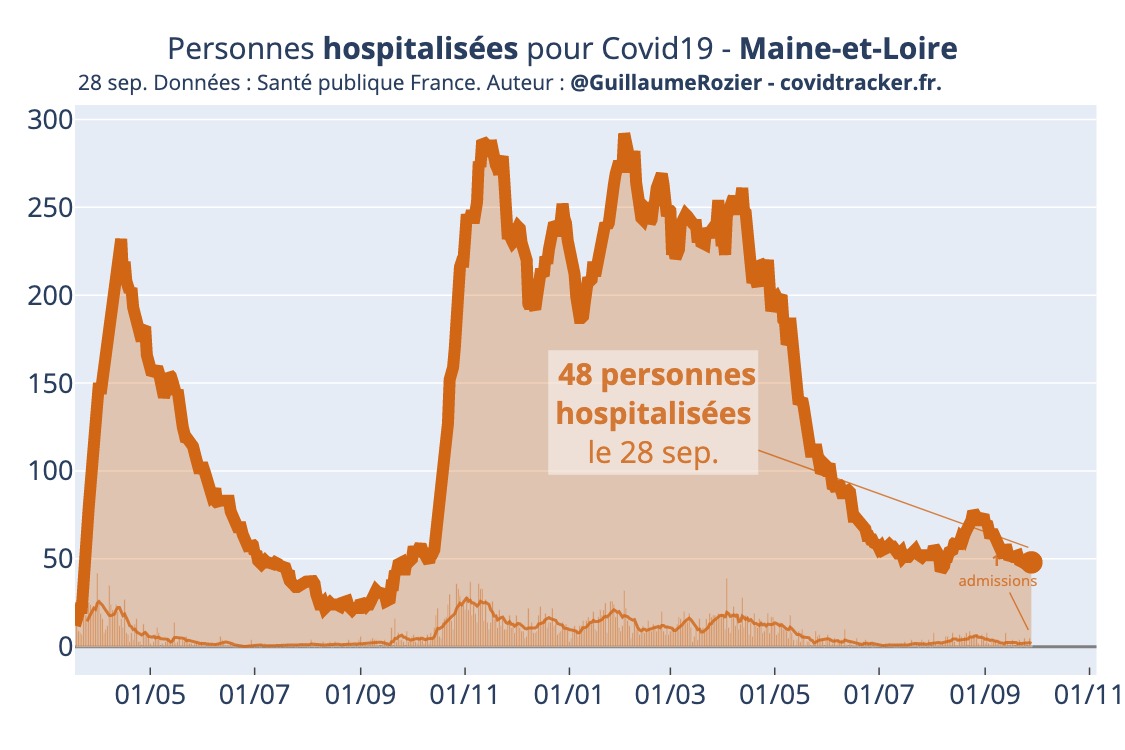 Personnes hospitalisées pour Covid19 - Maine-et-Loire
28 sep. Données : Santé publique France. Auteur : @GuillaumeRozier - covidtracker.fr.
300
250
200
150
100
50
0
48 personnes
hospitalisées
le 28 sep.
admissions
01/05 01/07 01/09 01/11 01/01 01/03 01/05 01/07 01/09 01/11